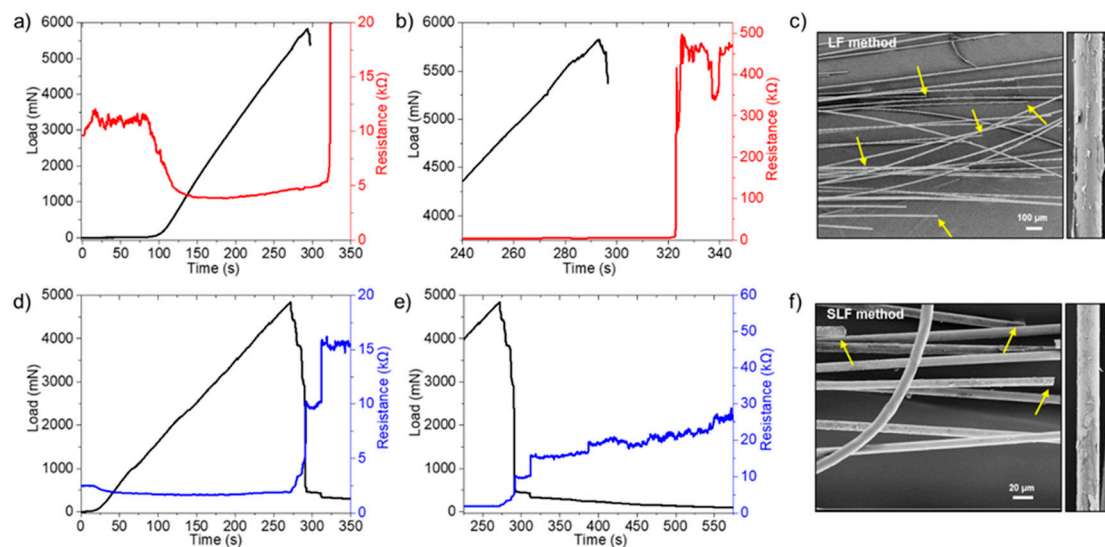 a)
6000
5000
4000
3000
2000
1000
0
Load (mN)
0 50 100 150 200 250 300 350
Time (s)
20
15
10
5
0
Resistance (kΩ)
b)
6000
5500
5000
4500
4000
Load (mN)
240 260 280 300 320 340
Time (s)
500
400
300
200
100
0
Resistance (kΩ)
c)
LF method
100 µm
d)
5000
4000
3000
2000
1000
0
Load (mN)
0 50 100 150 200 250 300 350
Time (s)
20
15
10
5
0
Resistance (kΩ)
e)
5000
4000
3000
2000
1000
0
Load (mN)
250 300 350 400 450 500 550
Time (s)
60
50
40
30
20
10
0
Resistance (kΩ)
f)
SLF method
20 µm